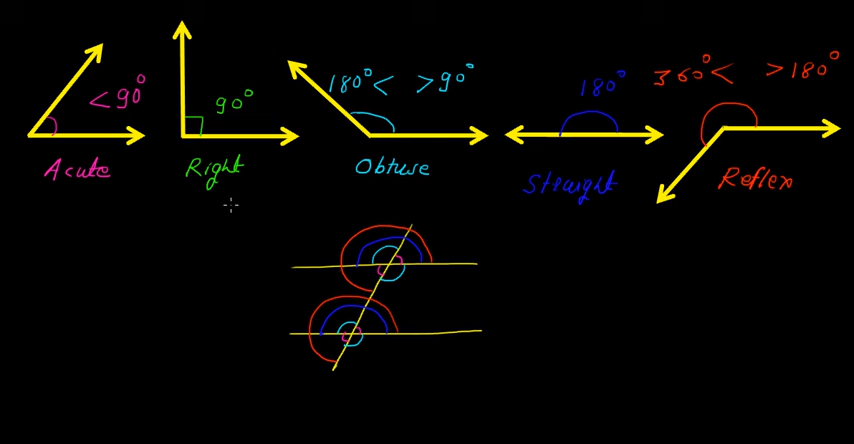 <90°
90°
180°< >90°
180°
360°< >180°
Acute
Right
Obtuse
Straight
Reflex